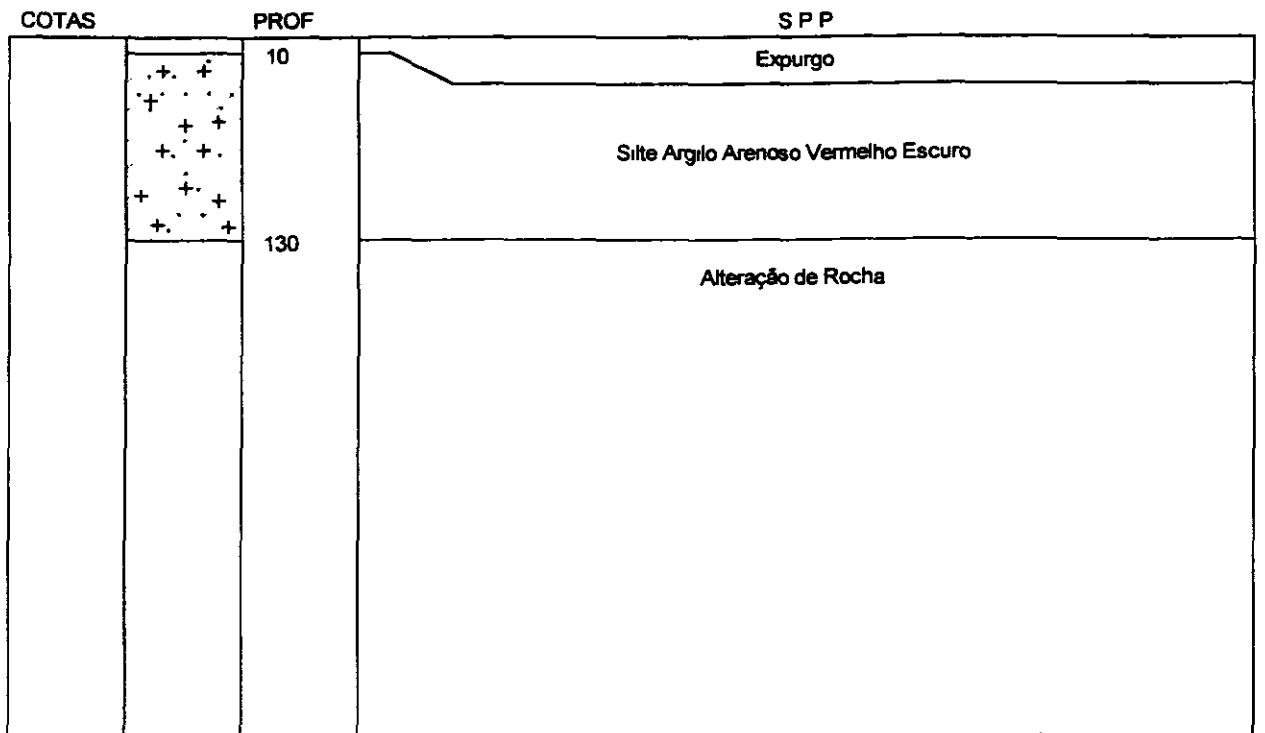 COTAS PROF S P P
10 Expurgo
Silte Argilo Arenoso Vermelho Escuro
130
Alteração de Rocha